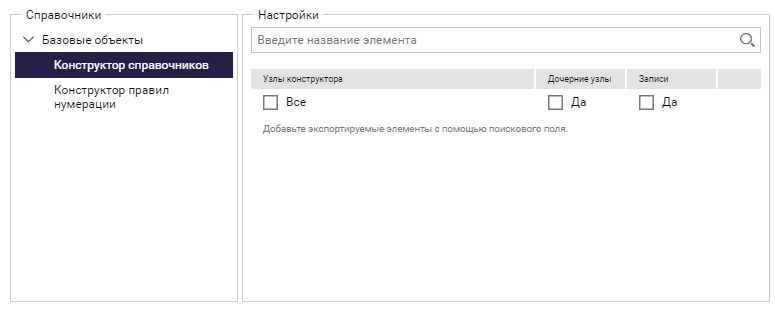 Справочники
Базовые объекты
Конструктор справочников
Конструктор правил
нумерации
Настройки
Введите название элемента
Узлы конструктора Дочерние узлы Записи
Все Да Да
Добавьте экспортируемые элементы с помощью поискового поля.